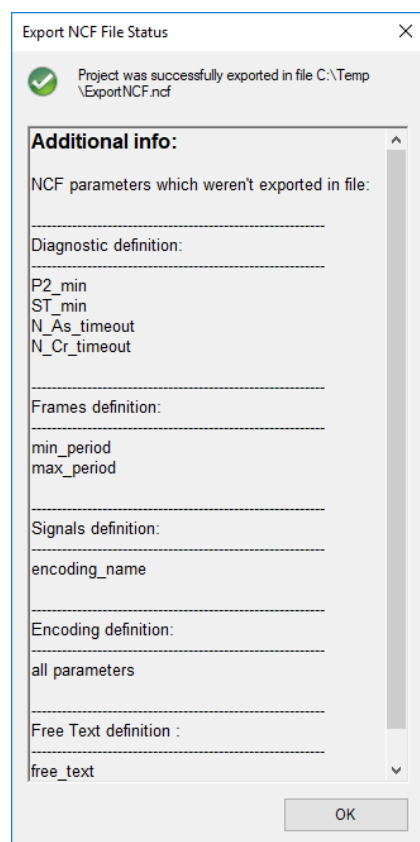 Export NCF File Status
Project was successfully exported in file C:\Temp
\ExportNCF.ncf
Additional info:
NCF parameters which weren't exported in file:
------------------------------------------------------------
Diagnostic definition:
------------------------------------------------------------
P2_min
ST_min
N_As_timeout
N_Cr_timeout
------------------------------------------------------------
Frames definition:
------------------------------------------------------------
min_period
max_period
------------------------------------------------------------
Signals definition:
------------------------------------------------------------
encoding_name
------------------------------------------------------------
Encoding definition:
------------------------------------------------------------
all parameters
------------------------------------------------------------
Free Text definition :
------------------------------------------------------------
free_text
OK